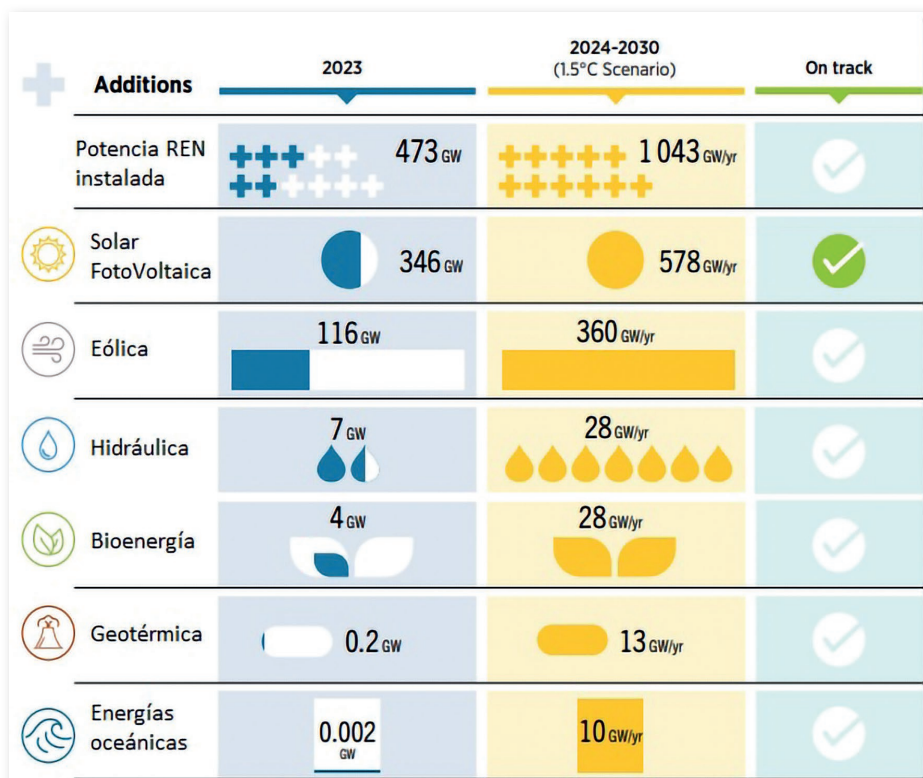 Additions
2023
2024-2030
(1.5°C Scenario)
On track
Potencia REN
instalada
473 GW
1 043 GW/yr
Solar
FotoVoltaica
346 GW
578 GW/yr
Eólica
116 GW
360 GW/yr
Hidráulica
7 GW
28 GW/yr
Bioenergía
4 GW
28 GW/yr
Geotérmica
0.2 GW
13 GW/yr
Energías
oceánicas
0.002
GW
10 GW/yr